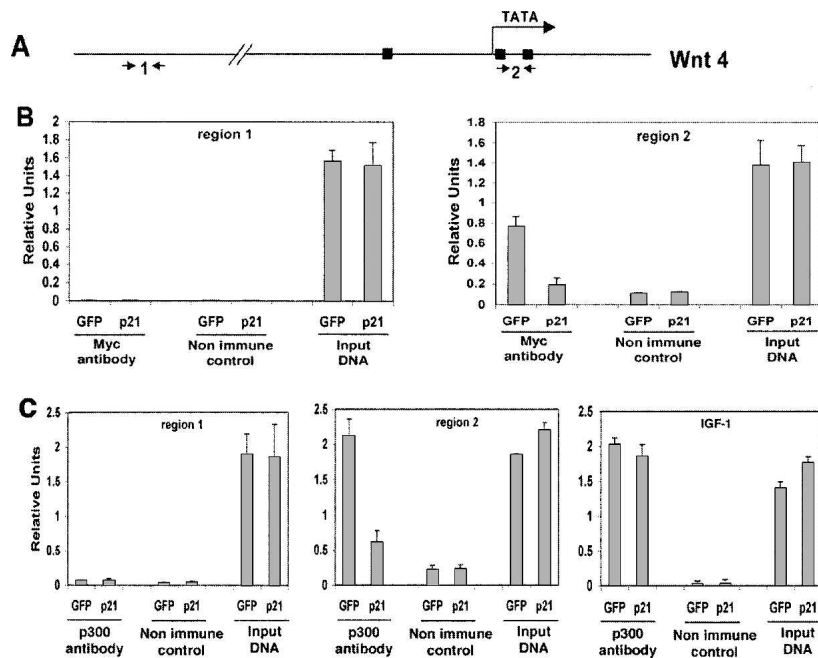 A
TATA
1
2
Wnt 4
B
region 1
Relative Units
2
1.8
1.6
1.4
1.2
1
0.8
0.6
0.4
0.2
0
GFP p21 GFP p21 GFP p21
Myc antibody Non immune control Input DNA
region 2
Relative Units
1.8
1.6
1.4
1.2
1
0.8
0.6
0.4
0.2
0
GFP p21 GFP p21 GFP p21
Myc antibody Non immune control Input DNA
C
region 1
Relative Units
2.5
2
1.5
1
0.5
0
GFP p21 GFP p21 GFP p21
p300 antibody Non immune control Input DNA
region 2
2.5
2
1.5
1
0.5
0
GFP p21 GFP p21 GFP p21
p300 antibody Non immune control Input DNA
IGF-1
2.5
2
1.5
1
0.5
0
GFP p21 GFP p21 GFP p21
p300 antibody Non immune control Input DNA